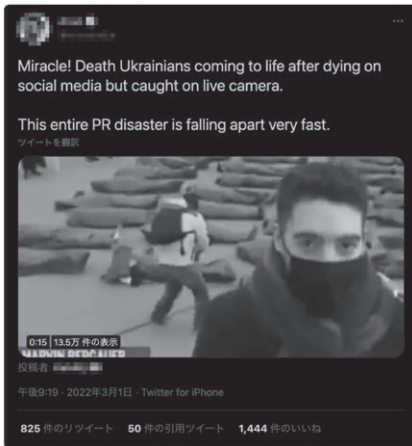 Miracle! Death Ukrainians coming to life after dying on
social media but caught on live camera.
This entire PR disaster is falling apart very fast.
ツイートを翻訳
0:15 13.5万 件の表示
MARVIN BERGAUER
投稿者
午後9:19 · 2022年3月1日 · Twitter for iPhone
825 件のリツイート 50 件の引用ツイート 1,444 件のいいね